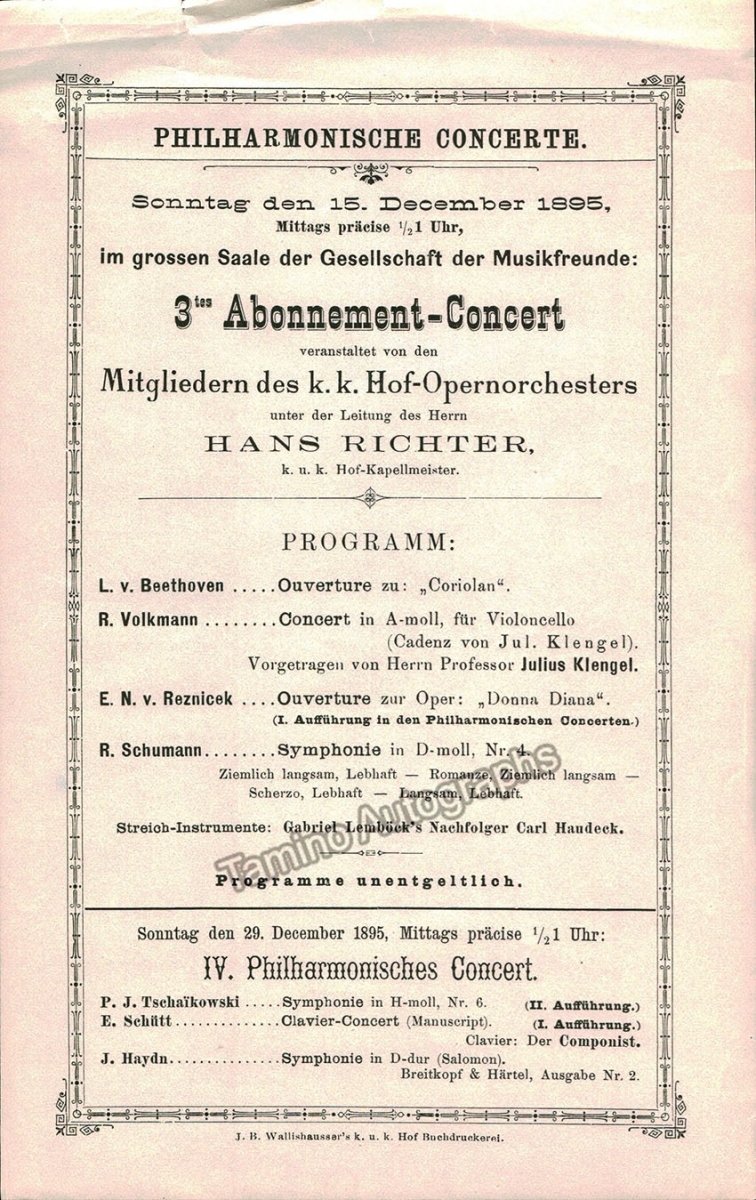 PHILHARMONISCHE CONCERTE.
Sonntag den 15. December 1895,
Mittags präcise 1/2 1 Uhr,
im grossen Saale der Gesellschaft der Musikfreunde:
3tes Abonnement-Concert
veranstaltet von den
Mitgliedern des k. k. Hof-Opernorchesters
unter der Leitung des Herrn
HANS RICHTER,
k. u. k. Hof-Kapellmeister.
PROGRAMM:
L. v. Beethoven ..... Ouverture zu: „Coriolan".
R. Volkmann ........ Concert in A-moll, für Violoncello
(Cadenz von Jul. Klengel).
Vorgetragen von Herrn Professor Julius Klengel.
E. N. v. Reznicek .... Ouverture zur Oper: „Donna Diana".
(I. Aufführung in den Philharmonischen Concerten.)
R. Schumann ........ Symphonie in D-moll, Nr. 4.
Ziemlich langsam, Lebhaft — Romanze, Ziemlich langsam —
Scherzo, Lebhaft — Langsam, Lebhaft.
Streich-Instrumente: Gabriel Lemböck's Nachfolger Carl Haudeck.
Tamino Autographs
Programme unentgeltlich.
Sonntag den 29. December 1895, Mittags präcise 1/2 1 Uhr:
IV. Philharmonisches Concert.
P. J. Tschaïkowski ..... Symphonie in H-moll, Nr. 6. (II. Aufführung.)
E. Schütt ............. Clavier-Concert (Manuscript). (I. Aufführung.)
Clavier: Der Componist.
J. Haydn .............. Symphonie in D-dur (Salomon).
Breitkopf & Härtel, Ausgabe Nr. 2.
J. B. Wallishausser's k. u. k. Hof Buchdruckerei.